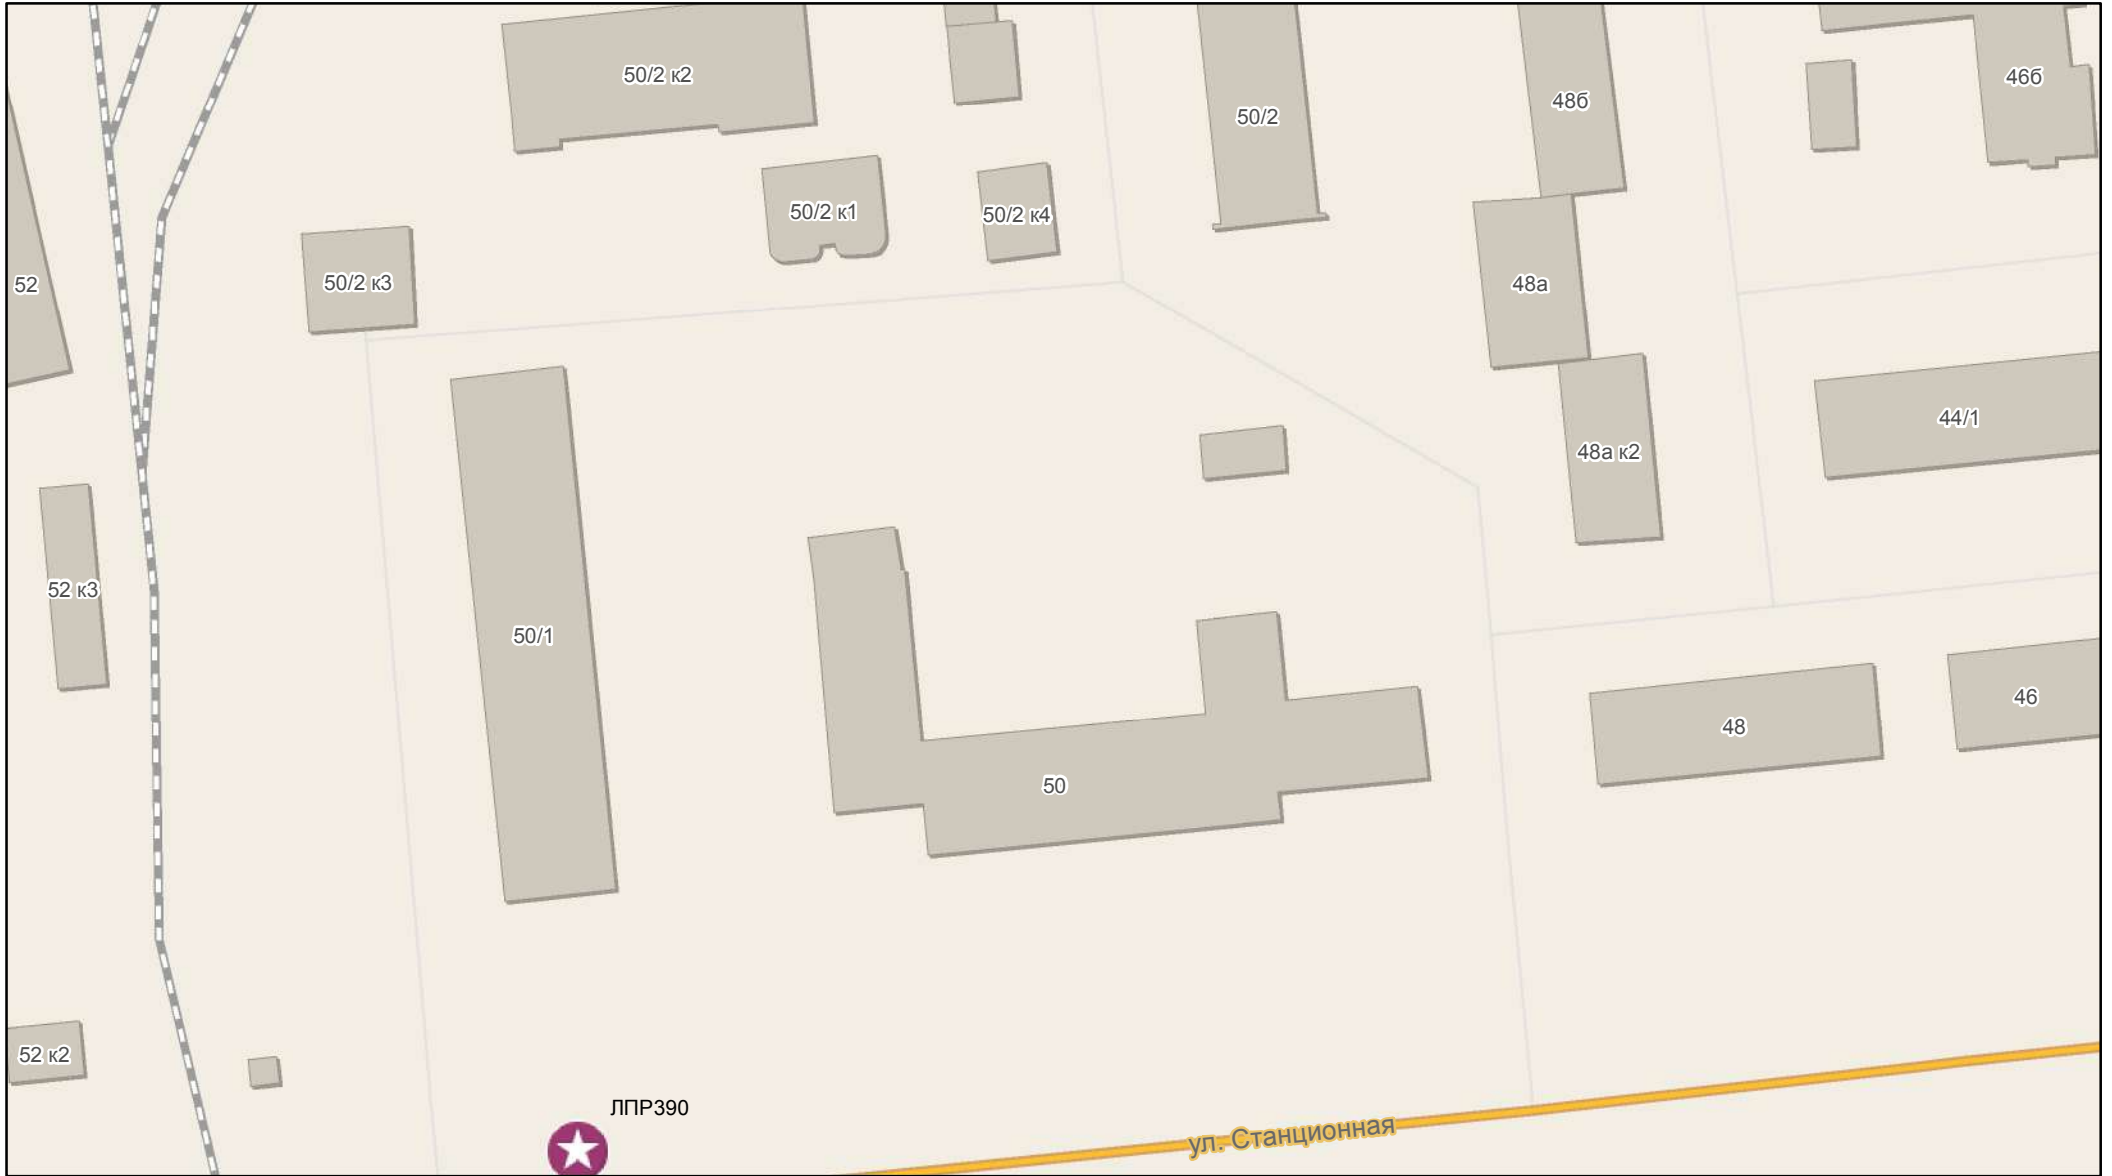 50/2 к2
46б
48б
50/2
50/2 к1
50/2 к4
50/2 к3
52
48а
44/1
48а к2
52 к3
50/1
46
48
50
52 к2
ЛПР390
ул. Станционная